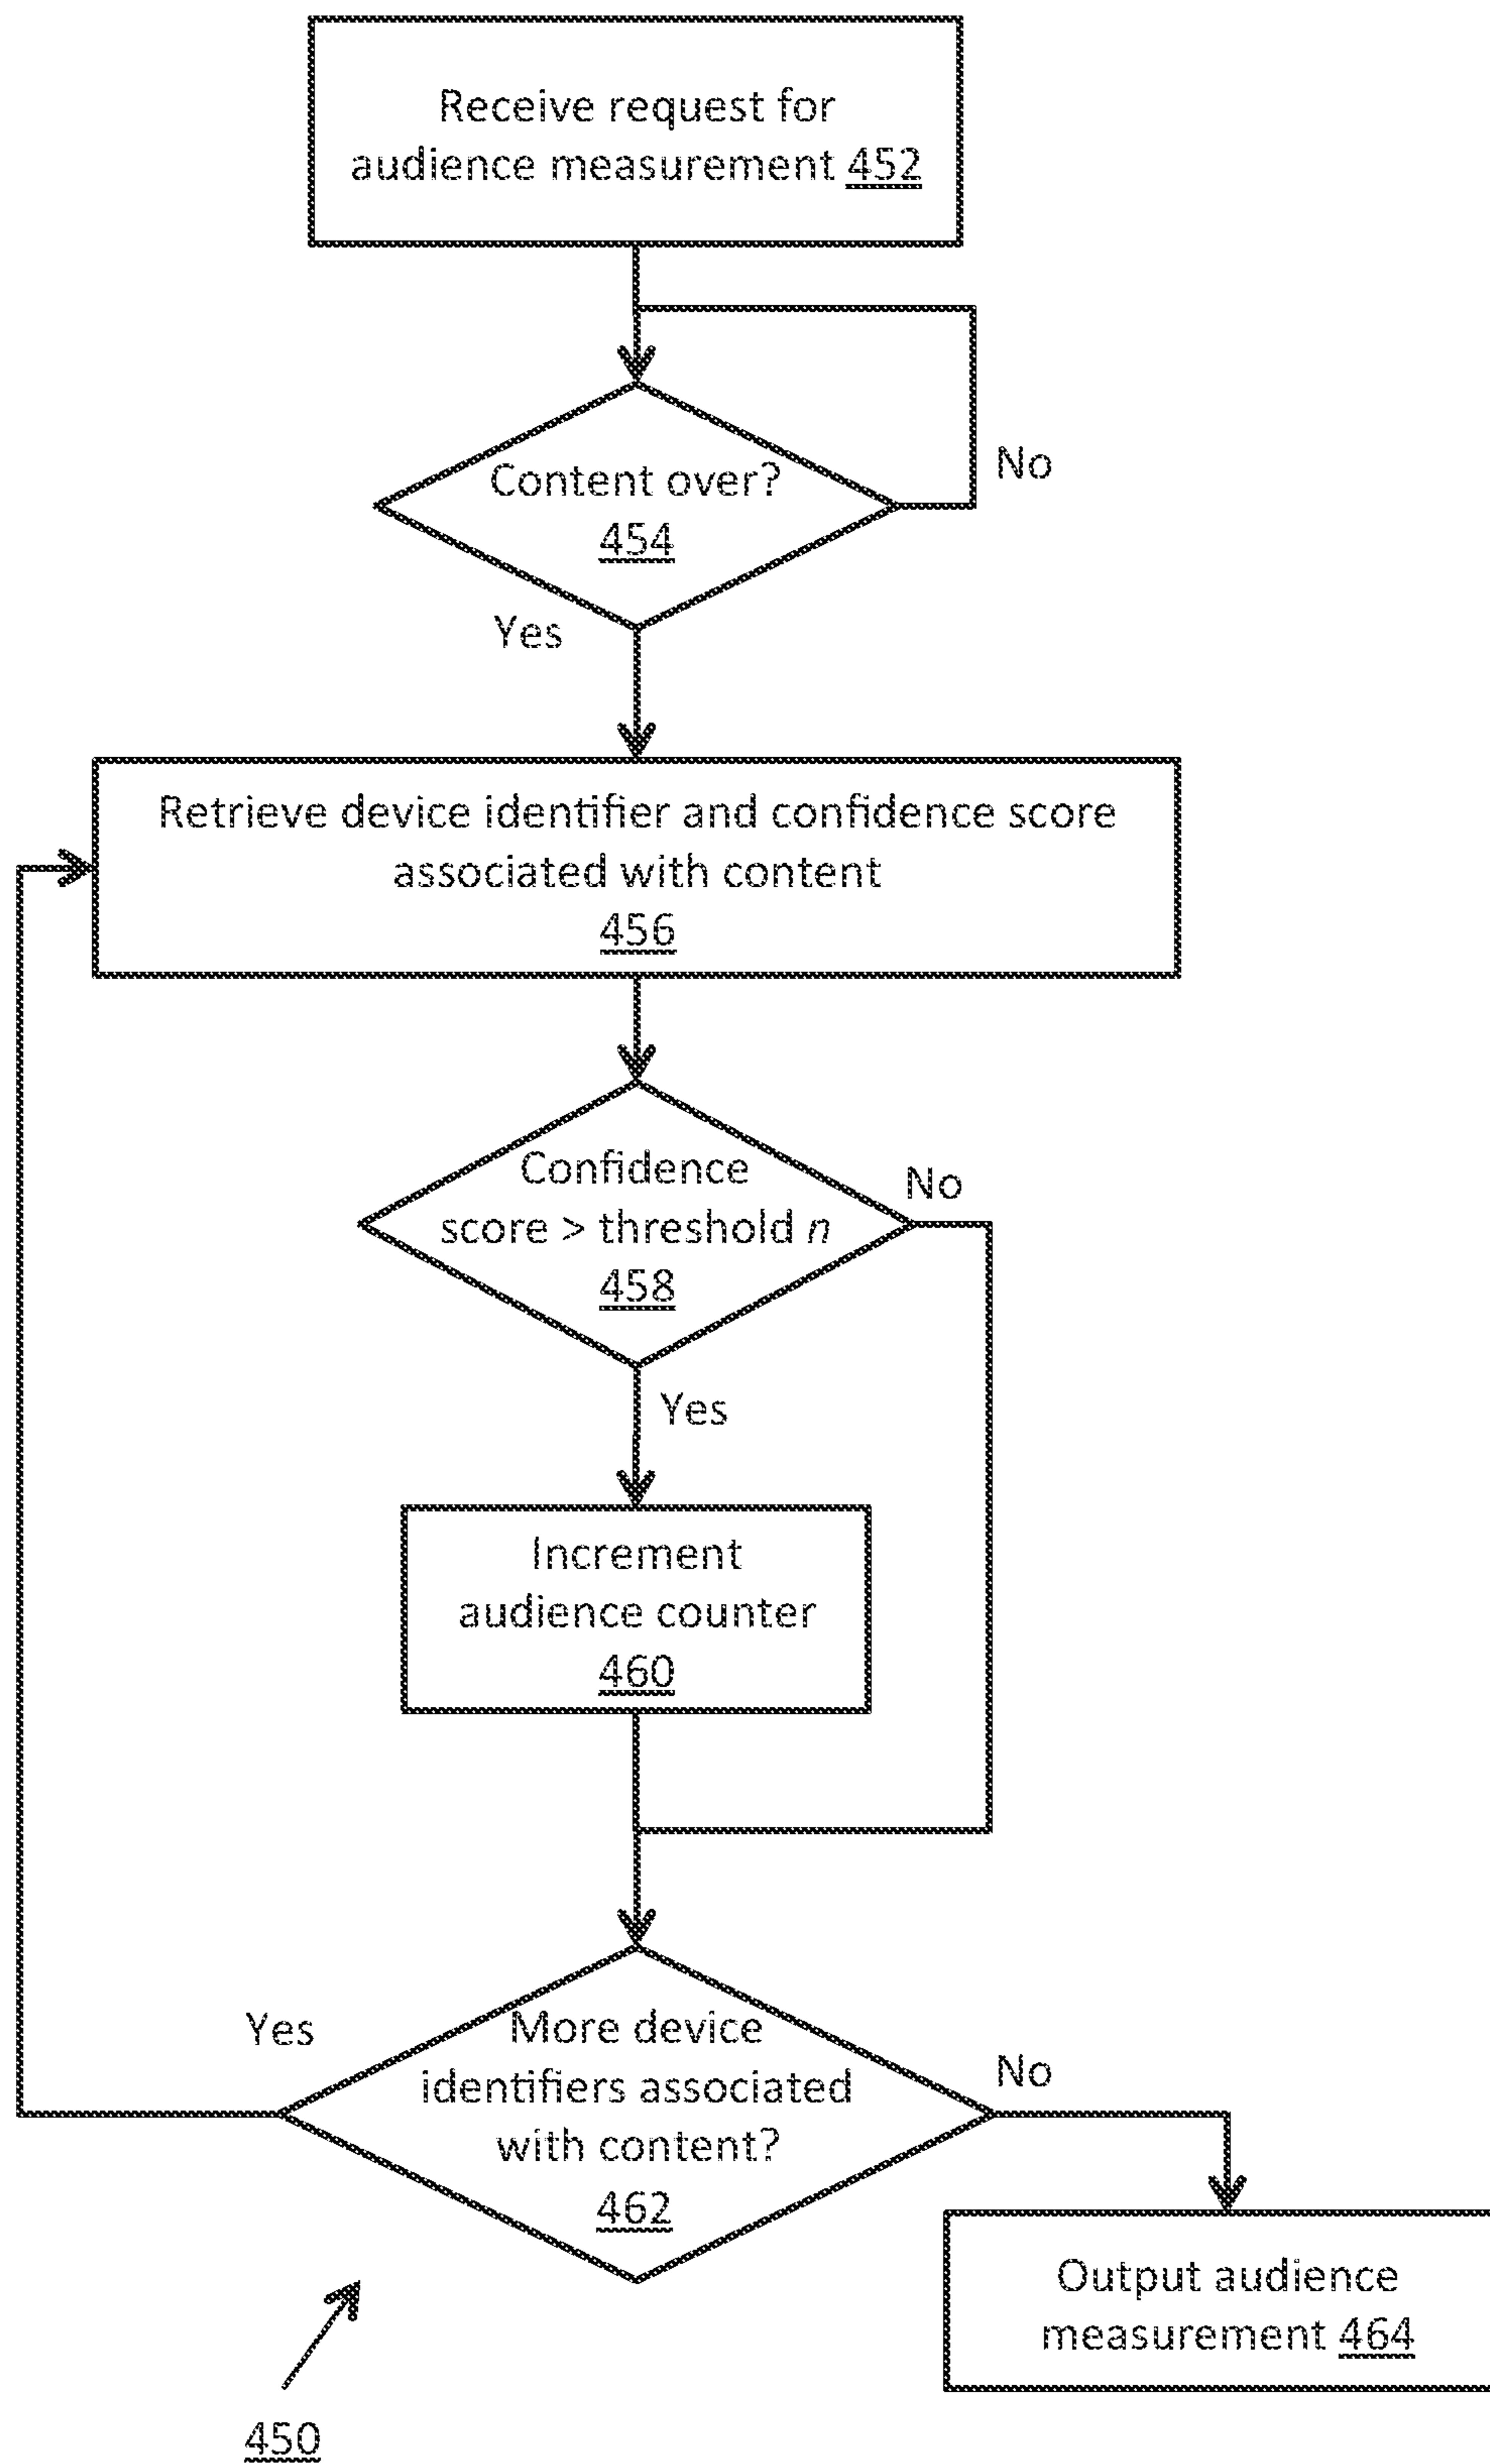 Receive request for
audience measurement 452
Content over?
454
No
Yes
Retrieve device identifier and confidence score
associated with content
456
Confidence
score > threshold n
458
No
Yes
Increment
audience counter
460
Yes
More device
identifiers associated
with content?
462
No
Output audience
measurement 464
450